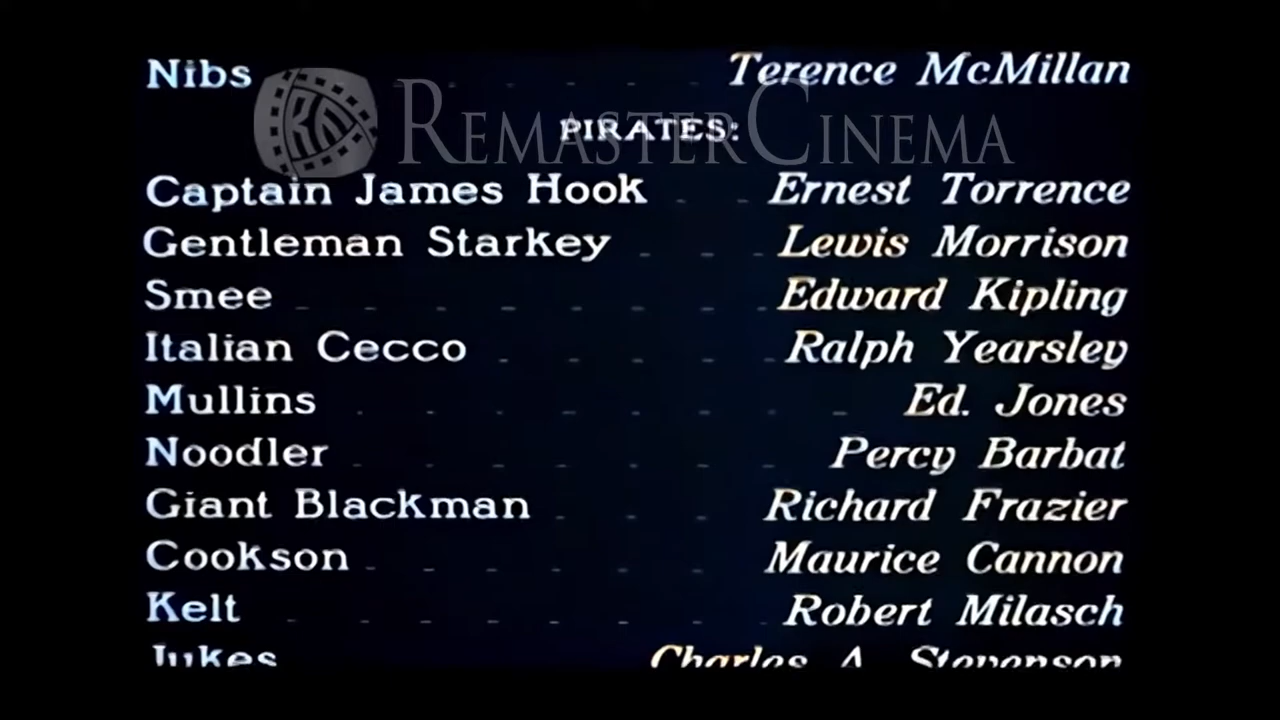 Nibs Terence McMillan
REMASTERCINEMA
PIRATES:
Captain James Hook Ernest Torrence
Gentleman Starkey Lewis Morrison
Smee Edward Kipling
Italian Cecco Ralph Yearsley
Mullins Ed. Jones
Noodler Percy Barbat
Giant Blackman Richard Frazier
Cookson Maurice Cannon
Kelt Robert Milasch
Jukes Charles A. Stevenson